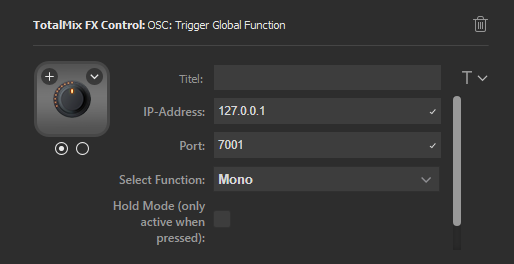 TotalMix FX Control: OSC: Trigger Global Function
Titel:
T
IP-Address: 127.0.0.1
Port: 7001
Select Function: Mono
Hold Mode (only
active when
pressed):